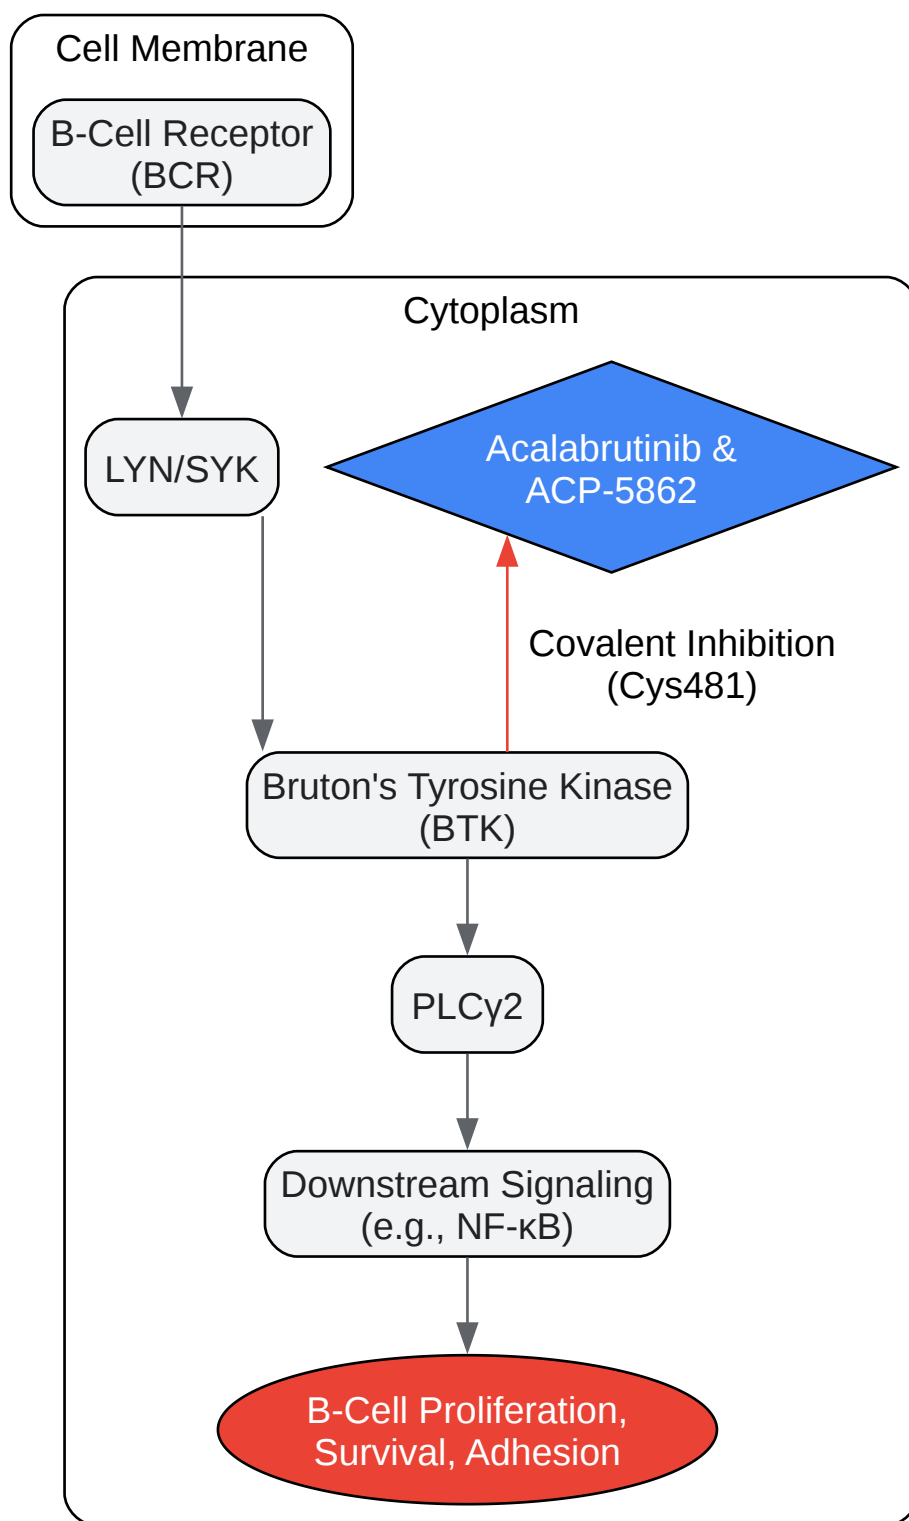 Cell Membrane
B-Cell Receptor
(BCR)
Cytoplasm
LYN/SYK
Acalabrutinib &
ACP-5862
Covalent Inhibition
(Cys481)
Bruton's Tyrosine Kinase
(BTK)
PLCγ2
Downstream Signaling
(e.g., NF-κB)
B-Cell Proliferation,
Survival, Adhesion